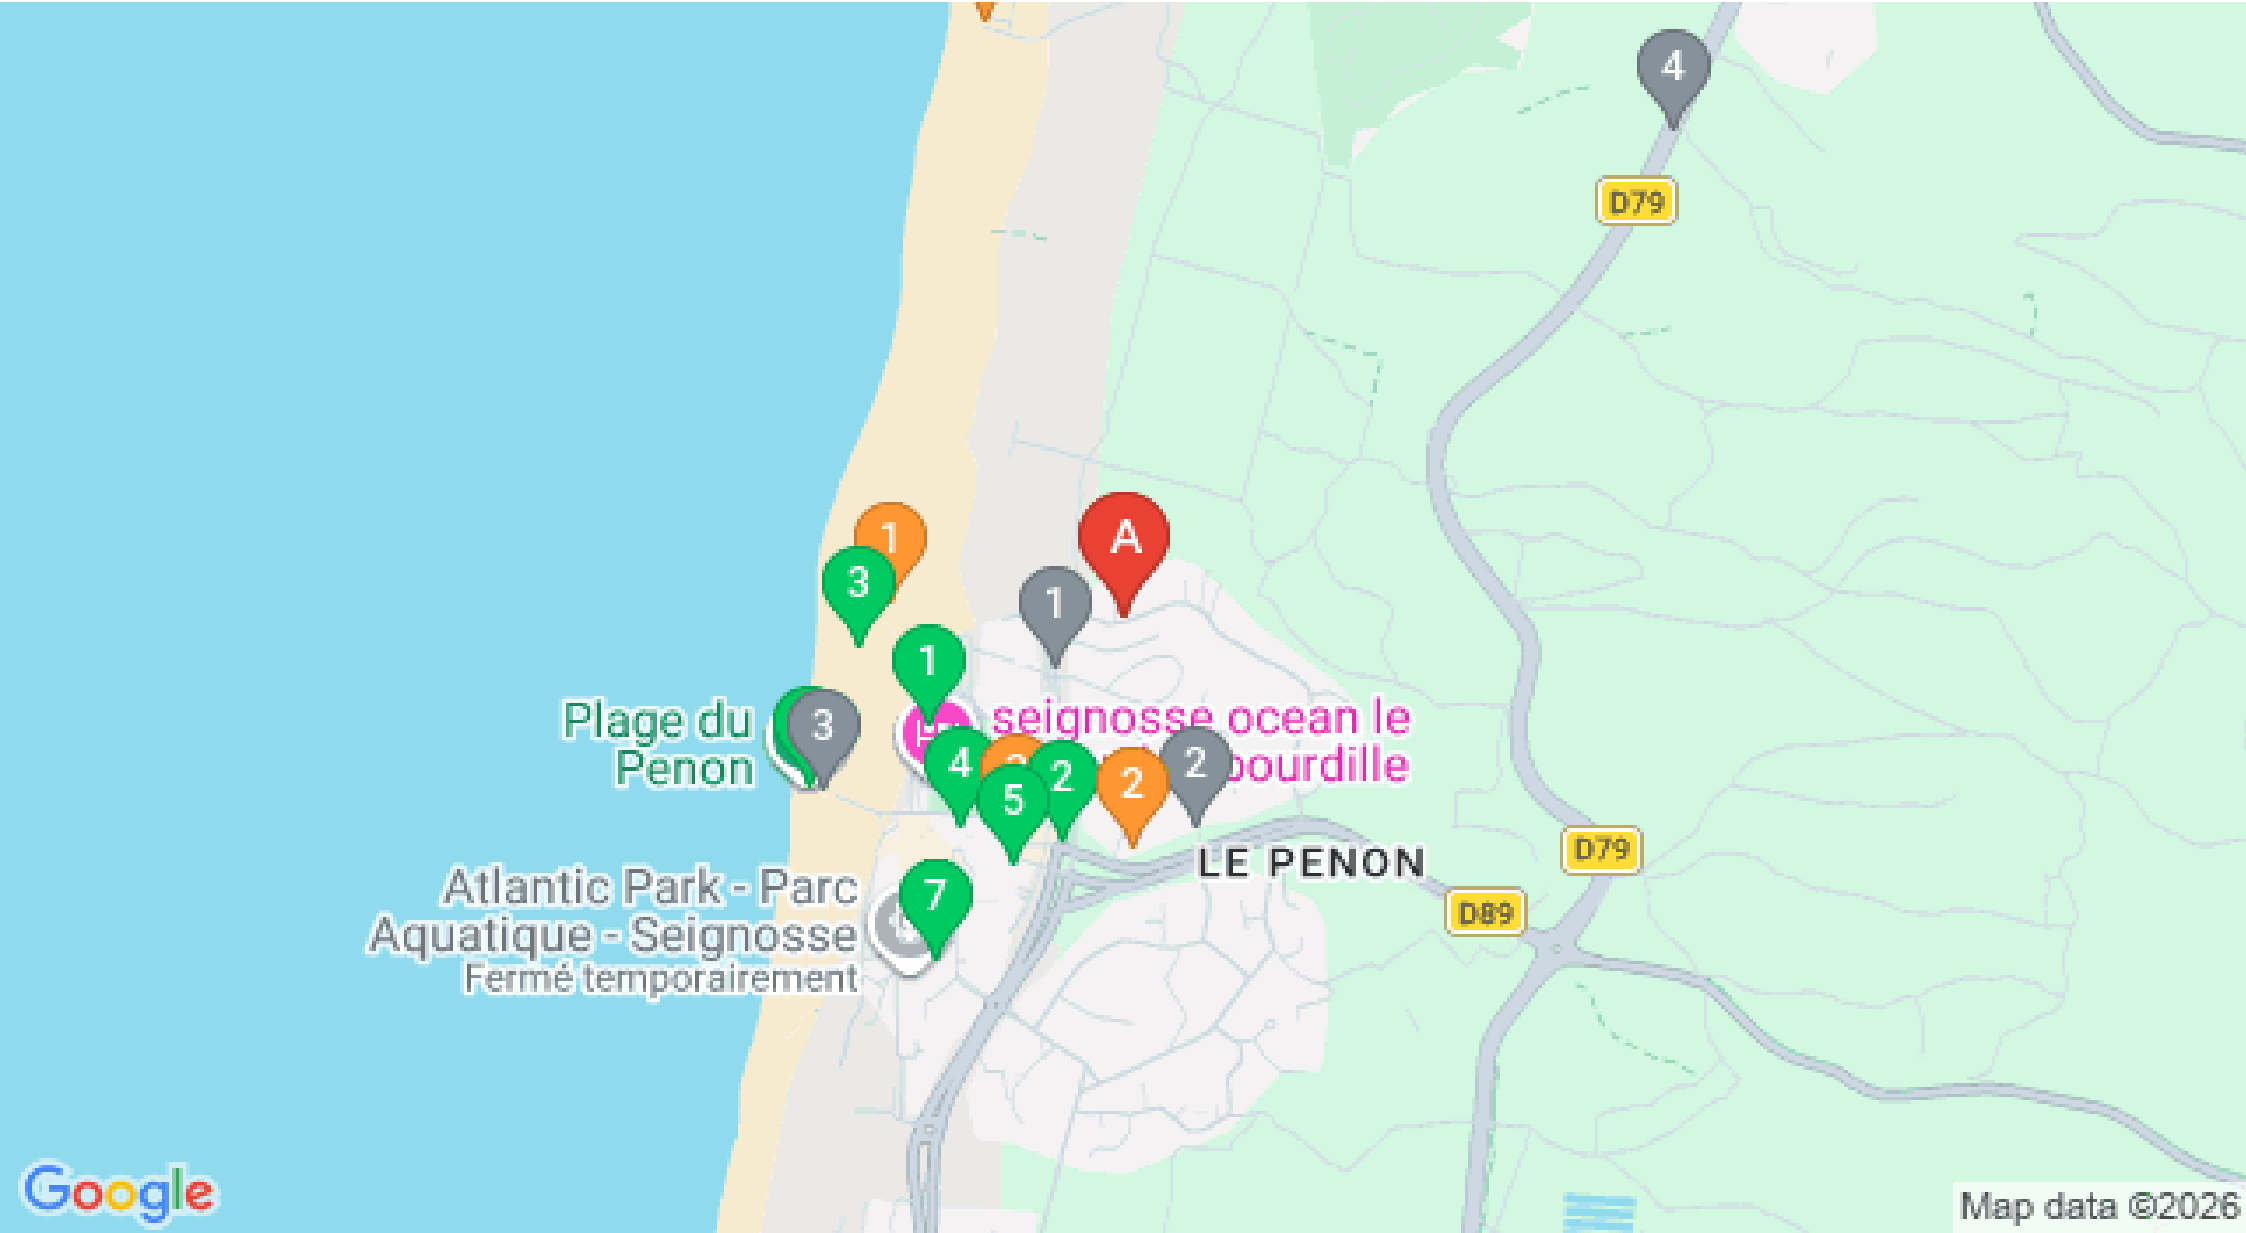 4
D79
1
A
3
1
1
Plage du
Penon
3
seignosse ocean le
bourdille
4
2
5
2
2
LE PENON
D79
Atlantic Park - Parc
Aquatique - Seignosse
Fermé temporairement
7
D89
Google
Map data ©2026